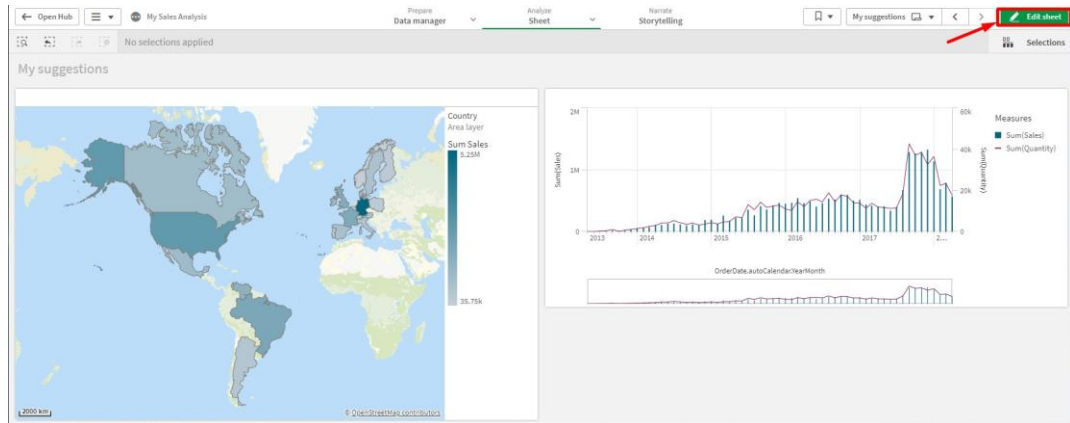 Open Hub
My Sales Analysis
Prepare
Data manager
Analyze
Sheet
Narrate
Storytelling
My suggestions
Edit sheet
No selections applied
Selections
My suggestions
Country
Area layer
Sum Sales
5.25M
35.75k
2000 km
© OpenStreetMap contributors
2M
1M
0
Sum(Sales)
60k
40k
20k
0
Sum(Quantity)
2013
2014
2015
2016
2017
2...
OrderDate.autoCalendar.YearMonth
Measures
Sum(Sales)
Sum(Quantity)